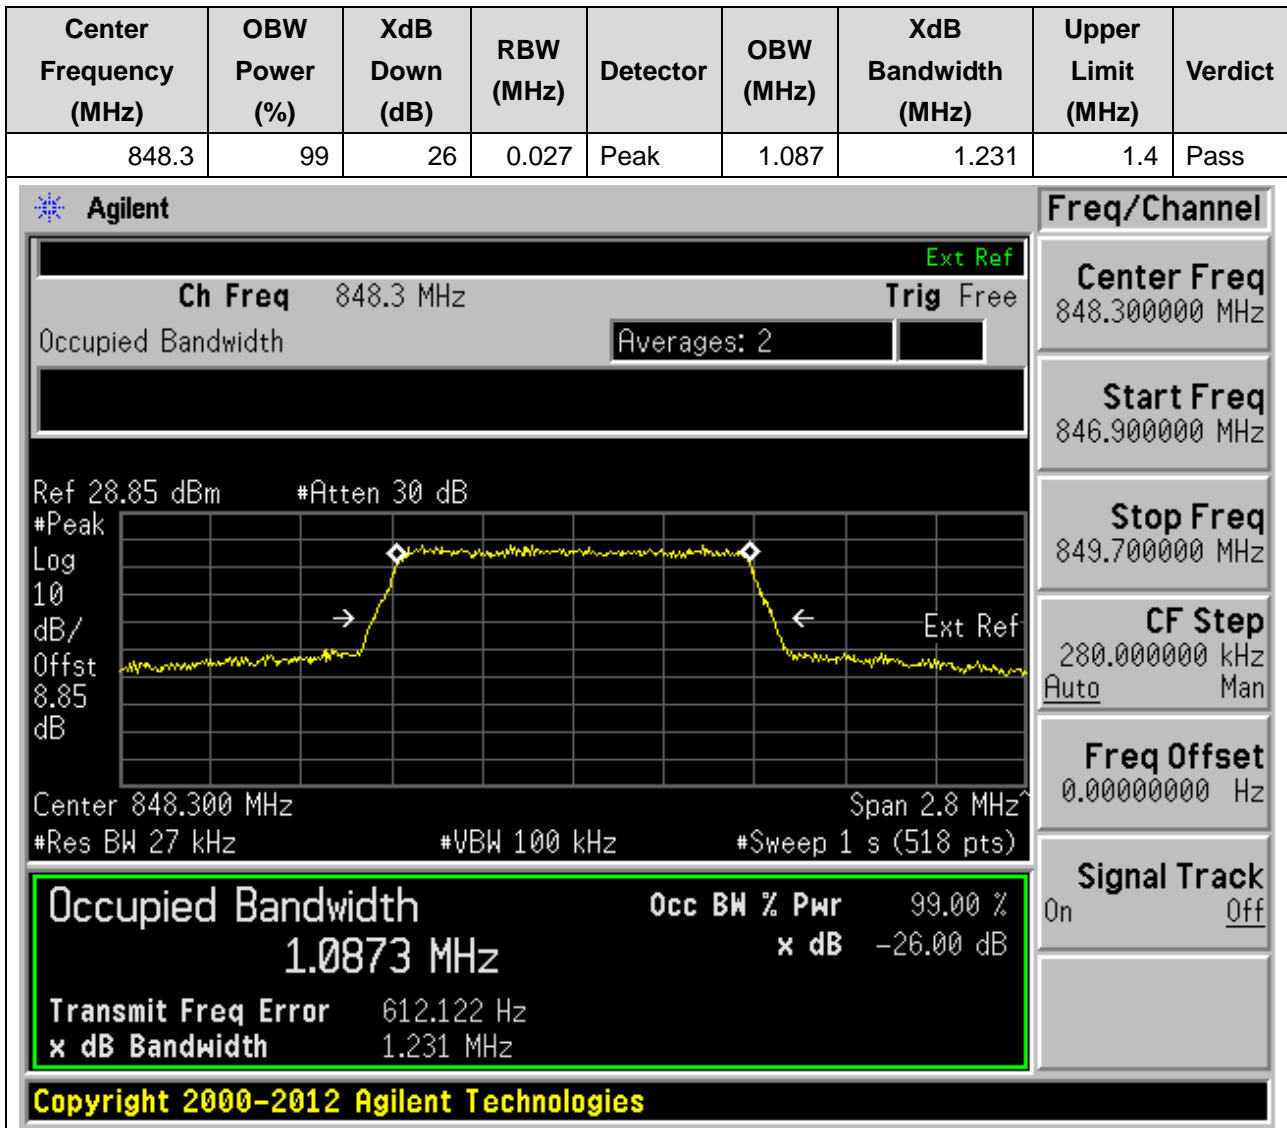 Center Frequency (MHz) OBW Power (%) XdB Down (dB) RBW (MHz) Detector OBW (MHz) XdB Bandwidth (MHz) Upper Limit (MHz) Verdict
848.3 99 26 0.027 Peak 1.087 1.231 1.4 Pass
Agilent
Freq/Channel
Ext Ref
Ch Freq 848.3 MHz Trig Free
Occupied Bandwidth Averages: 2
Center Freq
848.300000 MHz
Start Freq
846.900000 MHz
Stop Freq
849.700000 MHz
CF Step
280.000000 kHz
Auto Man
Freq Offset
0.00000000 Hz
Signal Track
On Off
Ref 28.85 dBm #Atten 30 dB
#Peak
Log
10
dB/
Offst
8.85
dB
Ext Ref
Center 848.300 MHz Span 2.8 MHz^
#Res BW 27 kHz #VBW 100 kHz #Sweep 1 s (518 pts)
Occupied Bandwidth Occ BW % Pwr 99.00 %
1.0873 MHz x dB -26.00 dB
Transmit Freq Error 612.122 Hz
x dB Bandwidth 1.231 MHz
Copyright 2000-2012 Agilent Technologies